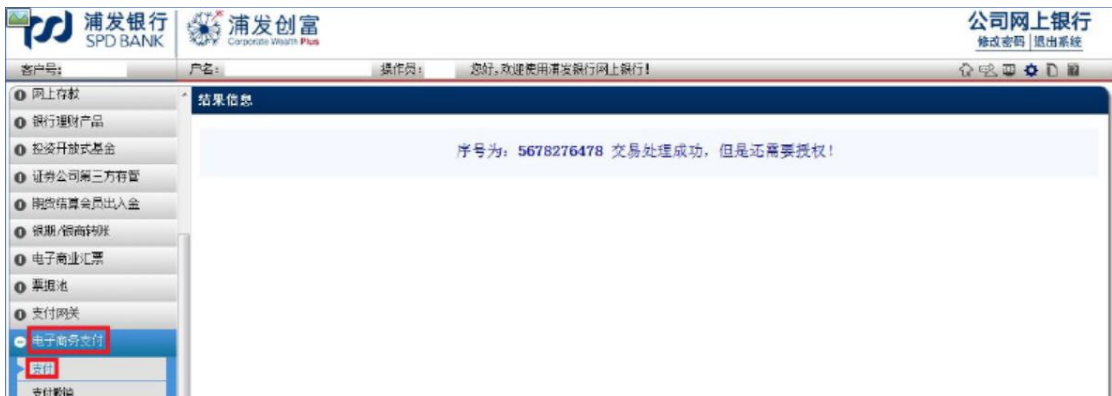 浦发银行
SPD BANK
浦发创富
Corporate Wealth Plus
公司网上银行
修改密码 | 退出系统
客户号:
户名:
操作员:
您好,欢迎使用浦发银行网上银行!
网上存款
银行理财产品
投资开放式基金
证券公司第三方存管
期货结算会员出入金
银期/银商转账
电子商业汇票
票据池
支付网关
电子商务支付
支付
支付撤销
结果信息
序号为: 5678276478 交易处理成功, 但是还需要授权!